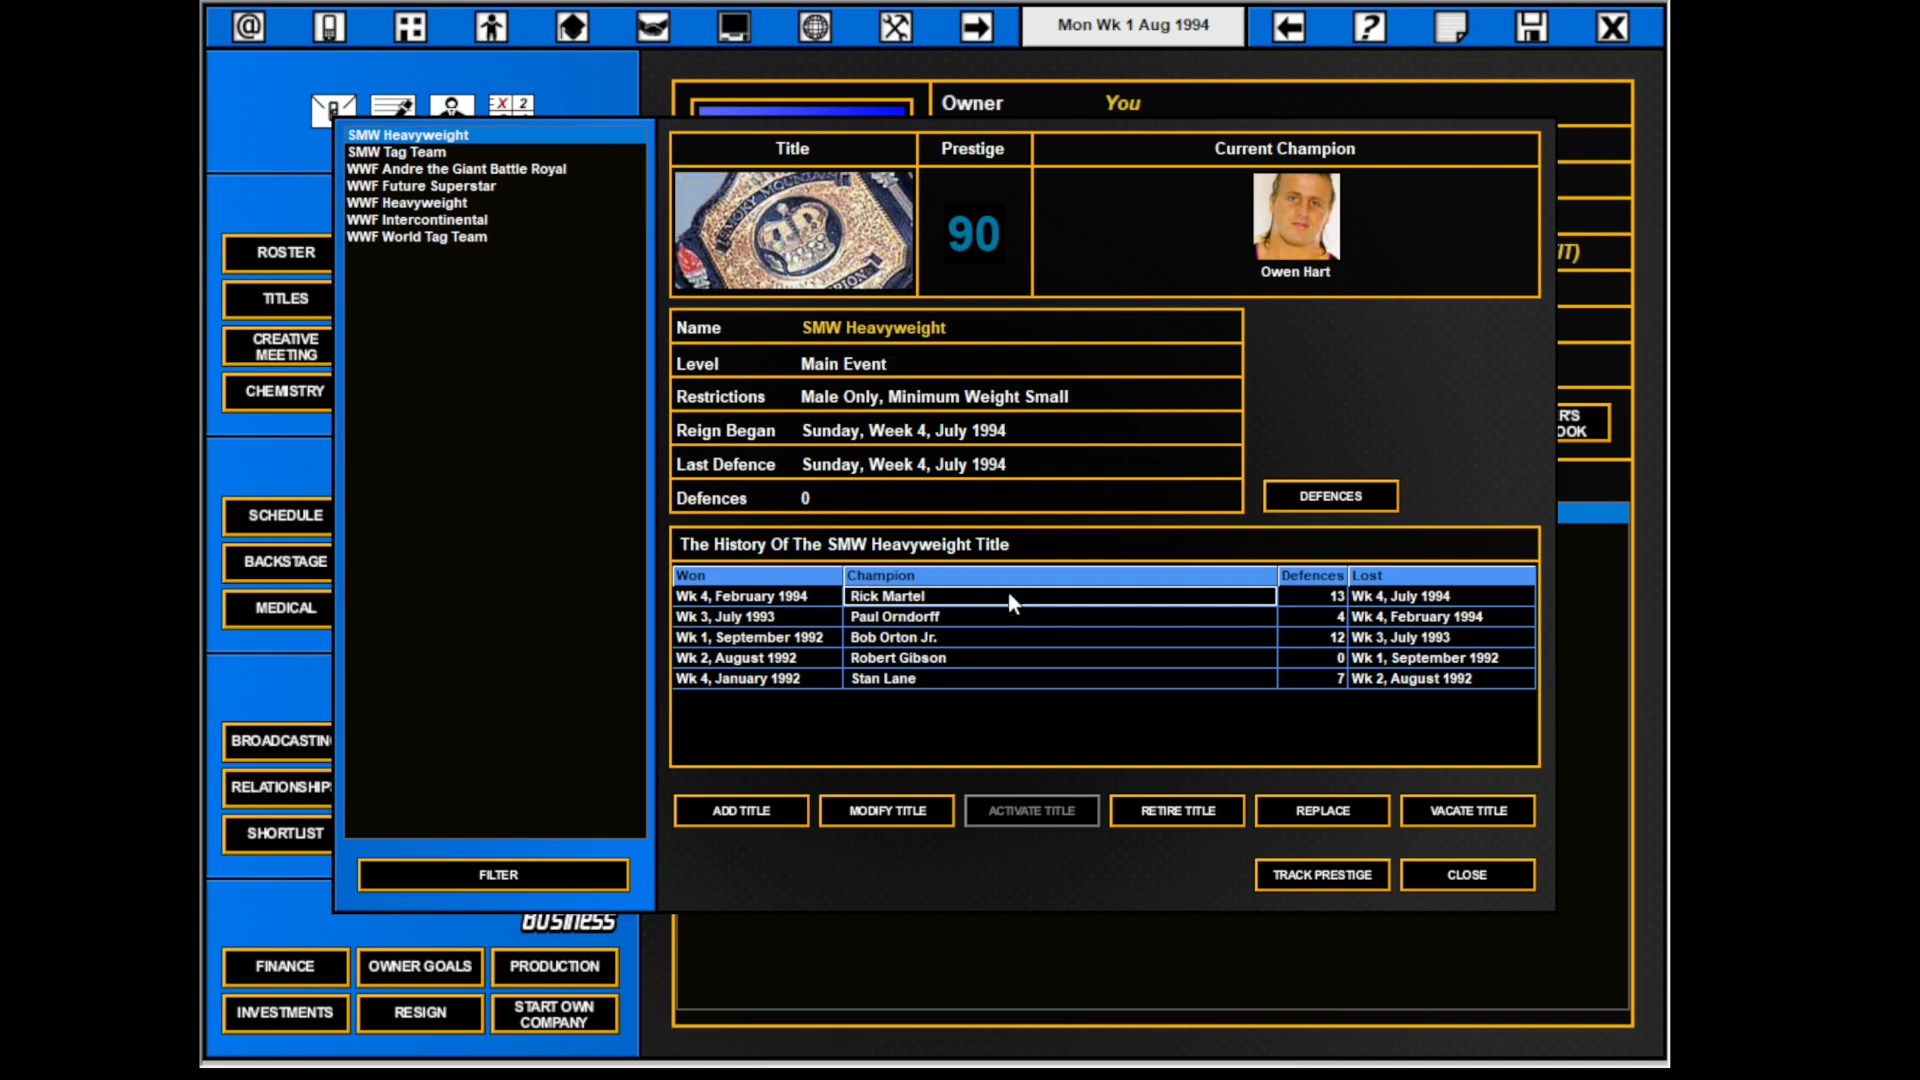 @
Mon Wk 1 Aug 1994
?
X
X 2
Owner You
SMW Heavyweight
SMW Tag Team
WWF Andre the Giant Battle Royal
WWF Future Superstar
WWF Heavyweight
WWF Intercontinental
WWF World Tag Team
Title Prestige Current Champion
90
Owen Hart
ROSTER
TITLES
CREATIVE
MEETING
CHEMISTRY
SCHEDULE
BACKSTAGE
MEDICAL
BROADCASTIN
RELATIONSHIP
SHORTLIST
Name SMW Heavyweight
Level Main Event
Restrictions Male Only, Minimum Weight Small
Reign Began Sunday, Week 4, July 1994
Last Defence Sunday, Week 4, July 1994
Defences 0
DEFENCES
IT)
R'S
OOK
The History Of The SMW Heavyweight Title
Won Champion Defences Lost
Wk 4, February 1994 Rick Martel 13 Wk 4, July 1994
Wk 3, July 1993 Paul Orndorff 4 Wk 4, February 1994
Wk 1, September 1992 Bob Orton Jr. 12 Wk 3, July 1993
Wk 2, August 1992 Robert Gibson 0 Wk 1, September 1992
Wk 4, January 1992 Stan Lane 7 Wk 2, August 1992
ADD TITLE MODIFY TITLE ACTIVATE TITLE RETIRE TITLE REPLACE VACATE TITLE
FILTER
TRACK PRESTIGE CLOSE
BUSINESS
FINANCE OWNER GOALS PRODUCTION
INVESTMENTS RESIGN START OWN
COMPANY